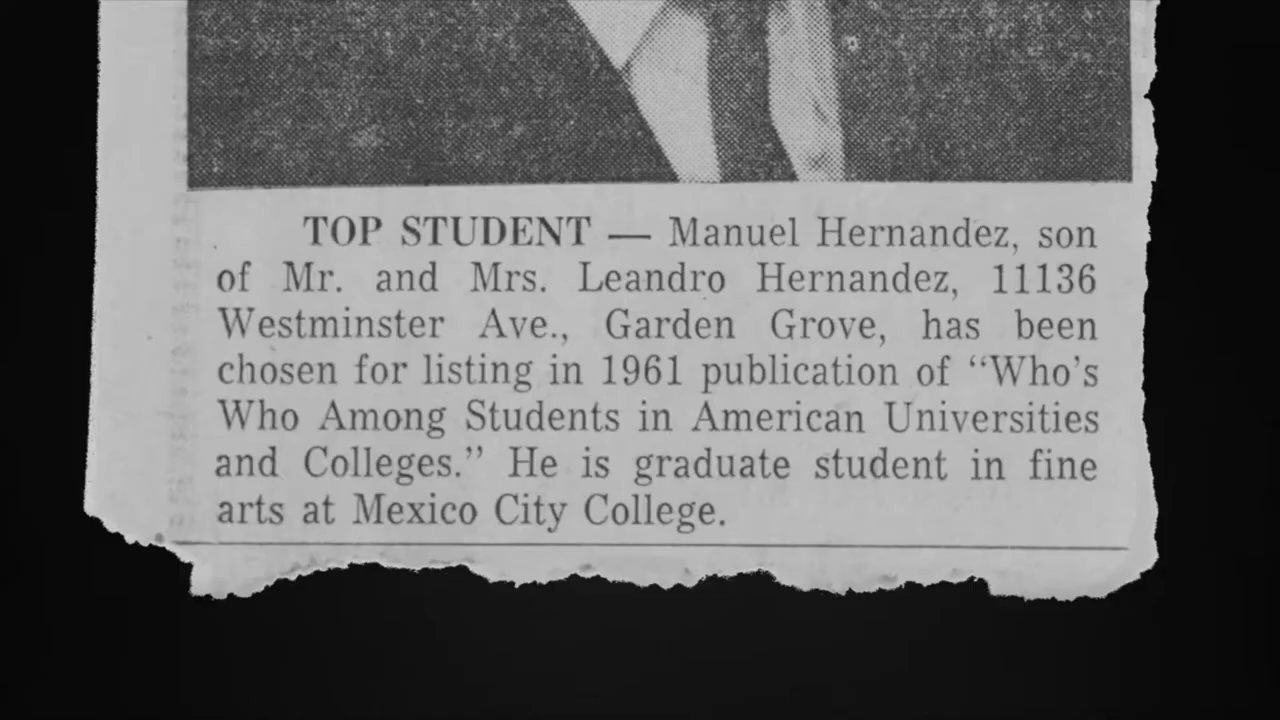 TOP STUDENT — Manuel Hernandez, son
of Mr. and Mrs. Leandro Hernandez, 11136
Westminster Ave., Garden Grove, has been
chosen for listing in 1961 publication of “Who’s
Who Among Students in American Universities
and Colleges.” He is graduate student in fine
arts at Mexico City College.